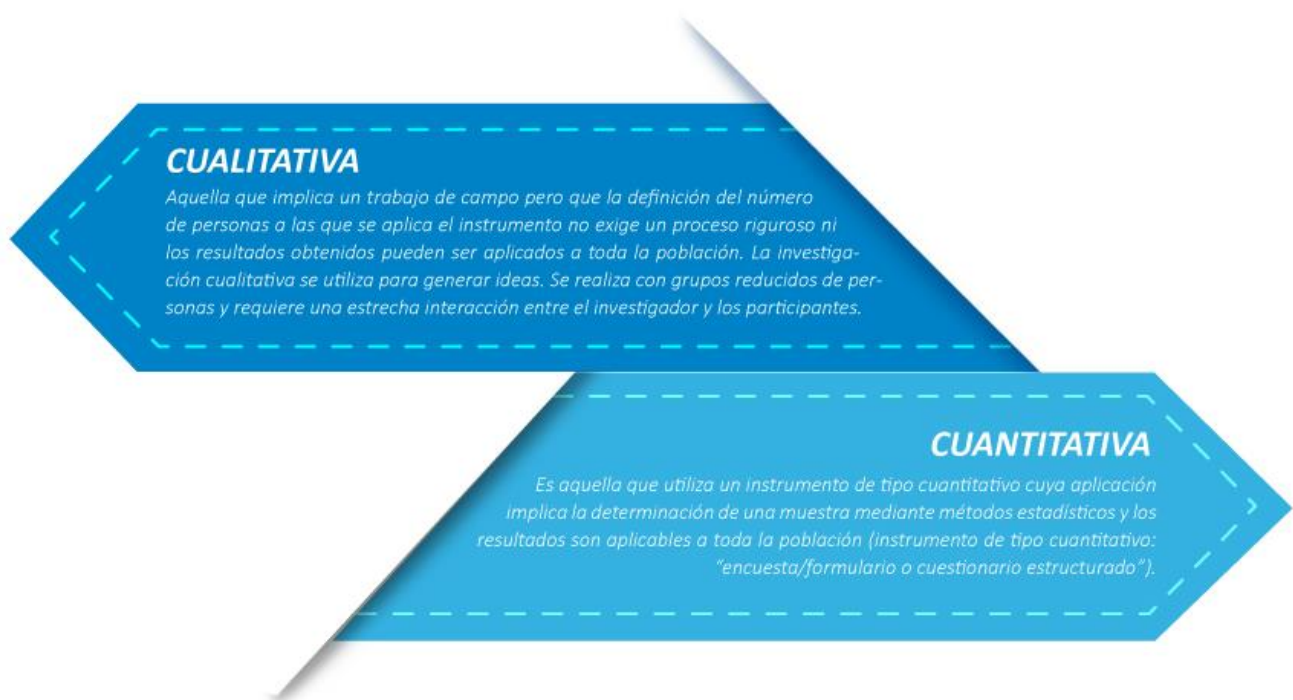 CUALITATIVA
Aquella que implica un trabajo de campo pero que la definición del número
de personas a las que se aplica el instrumento no exige un proceso riguroso ni
los resultados obtenidos pueden ser aplicados a toda la población. La investiga-
ción cualitativa se utiliza para generar ideas. Se realiza con grupos reducidos de per-
sonas y requiere una estrecha interacción entre el investigador y los participantes.
CUANTITATIVA
Es aquella que utiliza un instrumento de tipo cuantitativo cuya aplicación
implica la determinación de una muestra mediante métodos estadísticos y los
resultados son aplicables a toda la población (instrumento de tipo cuantitativo:
“encuesta/formulario o cuestionario estructurado”).